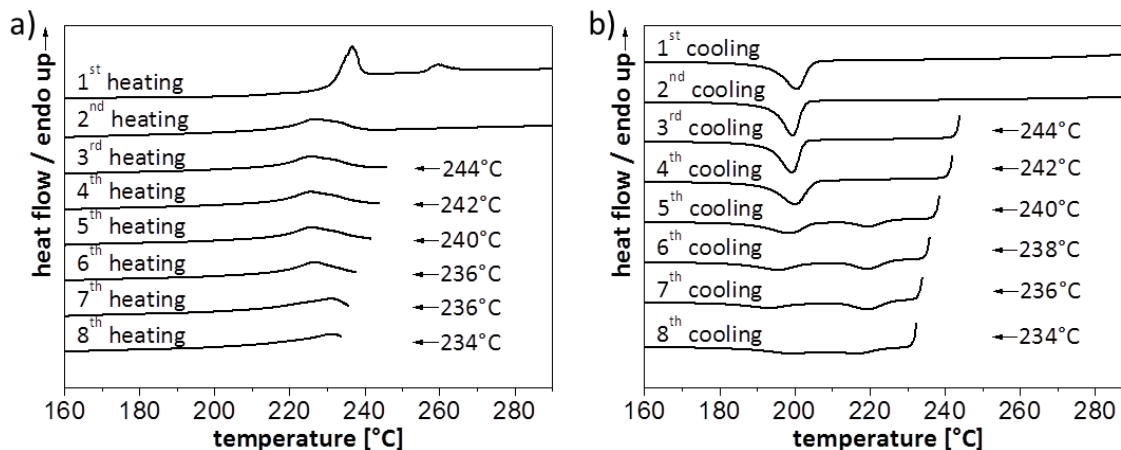 a)
heat flow / endo up→
1st heating
2nd heating
3rd heating
←244°C
4th heating
←242°C
5th heating
←240°C
6th heating
←236°C
7th heating
←236°C
8th heating
←234°C
160 180 200 220 240 260 280
temperature [°C]
b)
heat flow / endo up→
1st cooling
2nd cooling
3rd cooling
←244°C
4th cooling
←242°C
5th cooling
←240°C
6th cooling
←238°C
7th cooling
←236°C
8th cooling
←234°C
160 180 200 220 240 260 280
temperature [°C]